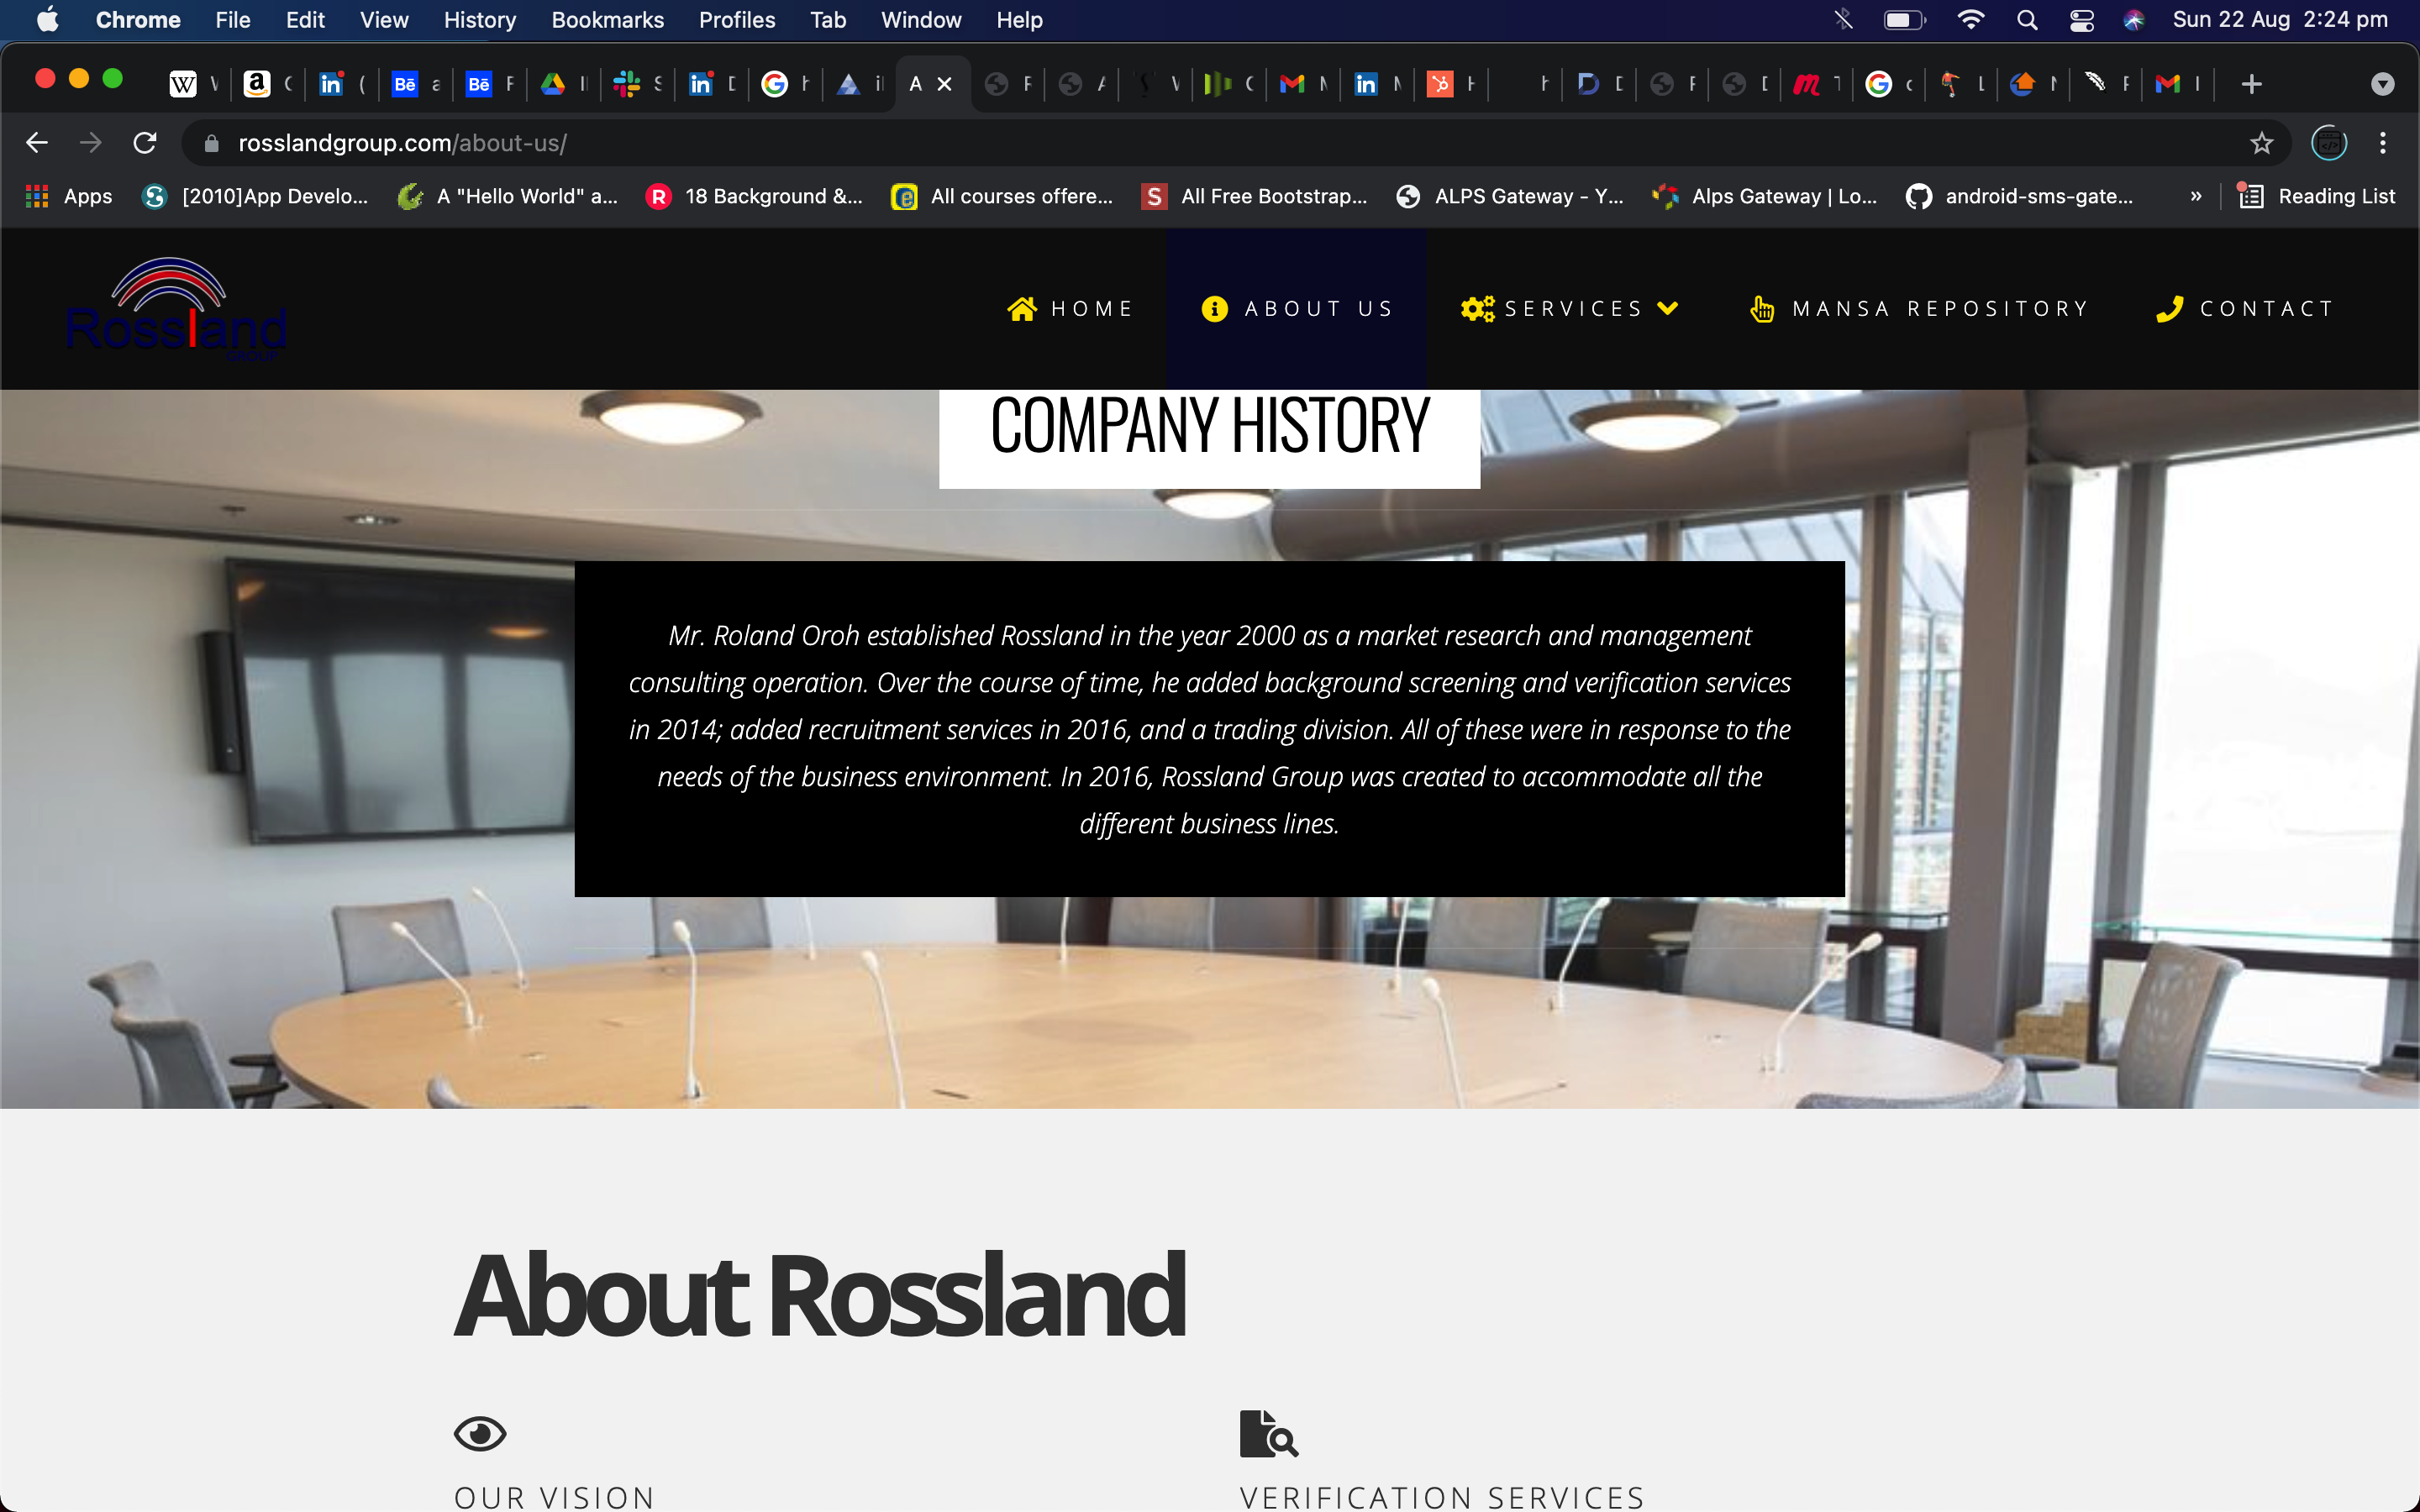 Chrome File Edit View History Bookmarks Profiles Tab Window Help Sun 22 Aug 2:24 pm
A
rosslandgroup.com/about-us/
Apps [2010]App Develo... A "Hello World" a... 18 Background &... All courses offere... All Free Bootstrap... ALPS Gateway - Y... Alps Gateway | Lo... android-sms-gate... » Reading List
Rossland
GROUP
HOME ABOUT US SERVICES MANSA REPOSITORY CONTACT
COMPANY HISTORY
Mr. Roland Oroh established Rossland in the year 2000 as a market research and management
consulting operation. Over the course of time, he added background screening and verification services
in 2014; added recruitment services in 2016, and a trading division. All of these were in response to the
needs of the business environment. In 2016, Rossland Group was created to accommodate all the
different business lines.
About Rossland
OUR VISION
VERIFICATION SERVICES